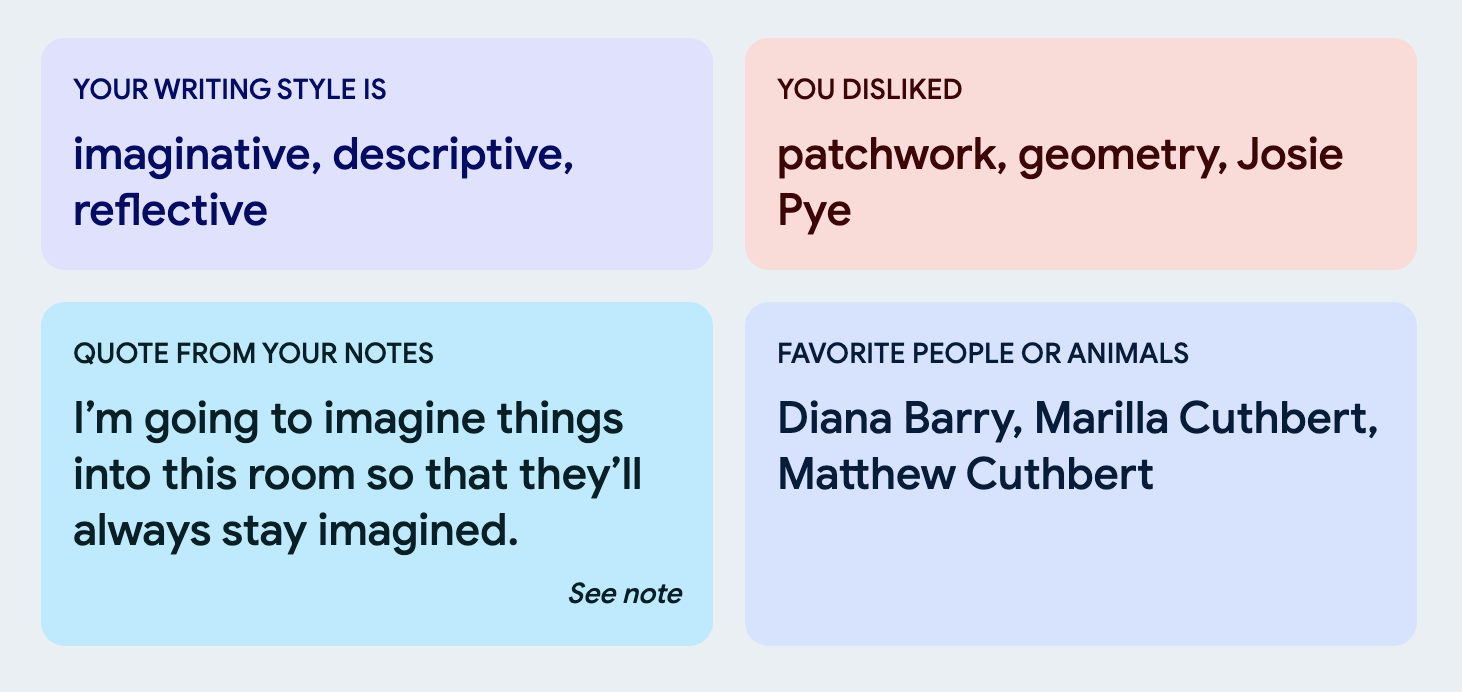 YOUR WRITING STYLE IS
imaginative, descriptive,
reflective
YOU DISLIKED
patchwork, geometry, Josie
Pye
QUOTE FROM YOUR NOTES
I’m going to imagine things
into this room so that they’ll
always stay imagined.
See note
FAVORITE PEOPLE OR ANIMALS
Diana Barry, Marilla Cuthbert,
Matthew Cuthbert